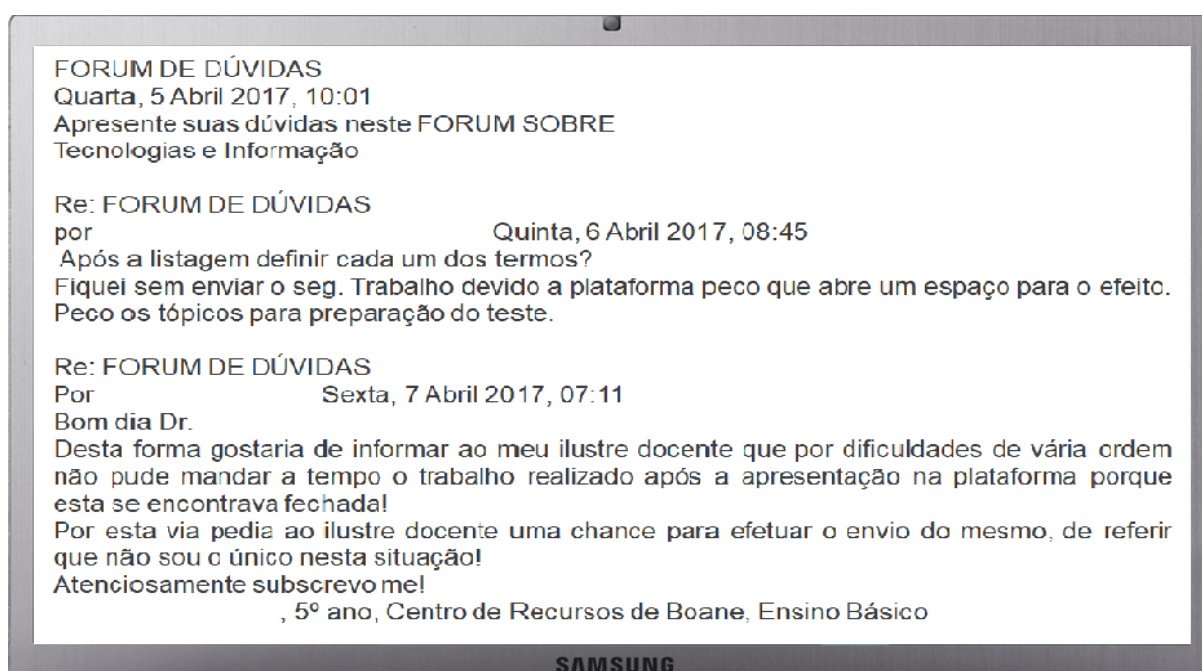 FORUM DE DÚVIDAS
Quarta, 5 Abril 2017, 10:01
Apresente suas dúvidas neste FORUM SOBRE
Tecnologias e Informação
Re: FORUM DE DÚVIDAS
por Quinta, 6 Abril 2017, 08:45
Após a listagem definir cada um dos termos?
Fiquei sem enviar o seg. Trabalho devido a plataforma peco que abre um espaço para o efeito.
Peco os tópicos para preparação do teste.
Re: FORUM DE DÚVIDAS
Por Sexta, 7 Abril 2017, 07:11
Bom dia Dr.
Desta forma gostaria de informar ao meu ilustre docente que por dificuldades de vária ordem
não pude mandar a tempo o trabalho realizado após a apresentação na plataforma porque
esta se encontrava fechada!
Por esta via pedia ao ilustre docente uma chance para efetuar o envio do mesmo, de referir
que não sou o único nesta situação!
Atenciosamente subscrevo me!
, 5º ano, Centro de Recursos de Boane, Ensino Básico
SAMSUNG